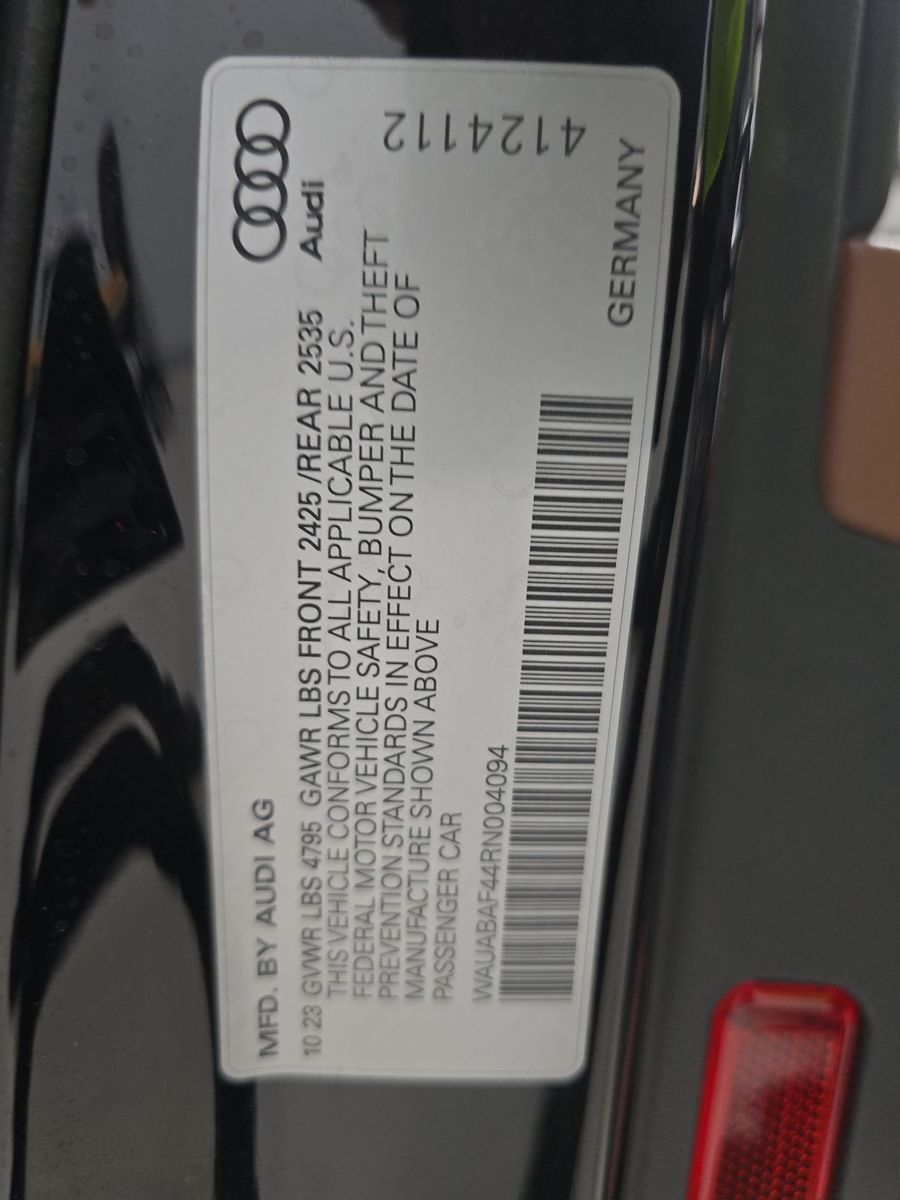 MFD. BY AUDI AG
Audi
10 23 GVWR LBS 4795 GAWR LBS FRONT 2425 /REAR 2535
THIS VEHICLE CONFORMS TO ALL APPLICABLE U.S.
FEDERAL MOTOR VEHICLE SAFETY, BUMPER AND THEFT
PREVENTION STANDARDS IN EFFECT ON THE DATE OF
MANUFACTURE SHOWN ABOVE
PASSENGER CAR
WAUABAF44RN004094
4124112
GERMANY